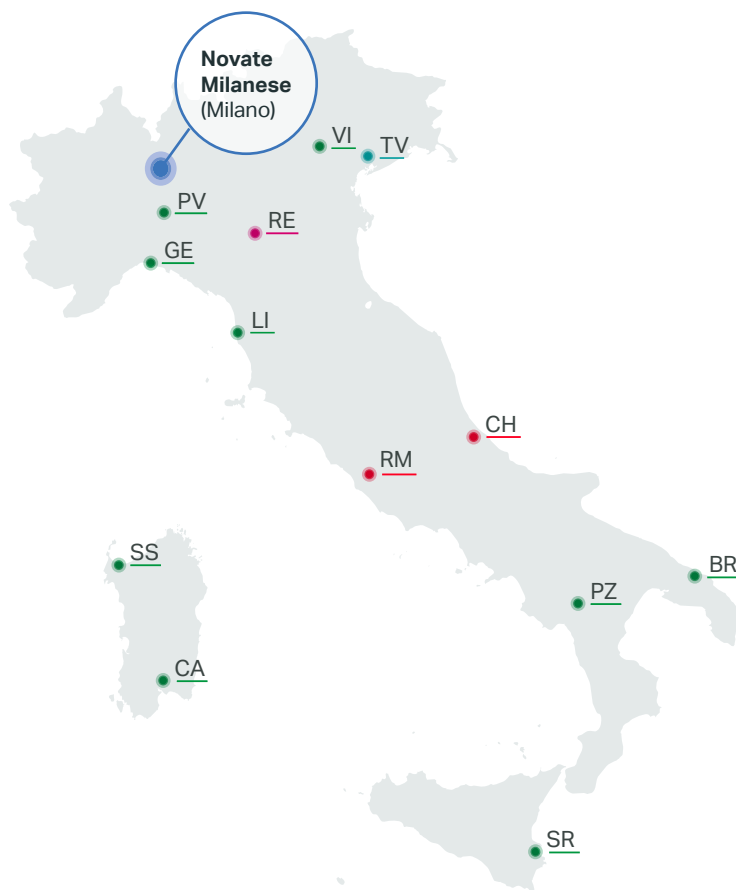 Novate
Milanese
(Milano)
VI
TV
PV
RE
GE
LI
CH
RM
SS
BR
PZ
CA
SR